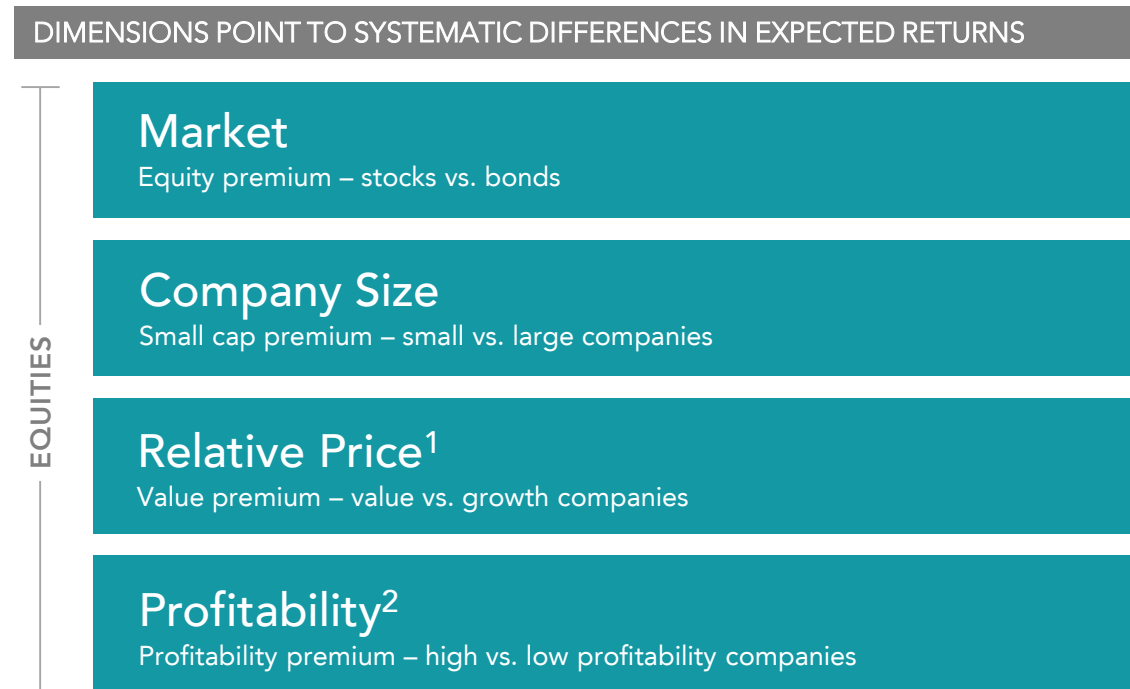 DIMENSIONS POINT TO SYSTEMATIC DIFFERENCES IN EXPECTED RETURNS
EQUITIES
Market
Equity premium – stocks vs. bonds
Company Size
Small cap premium – small vs. large companies
Relative Price¹
Value premium – value vs. growth companies
Profitability²
Profitability premium – high vs. low profitability companies